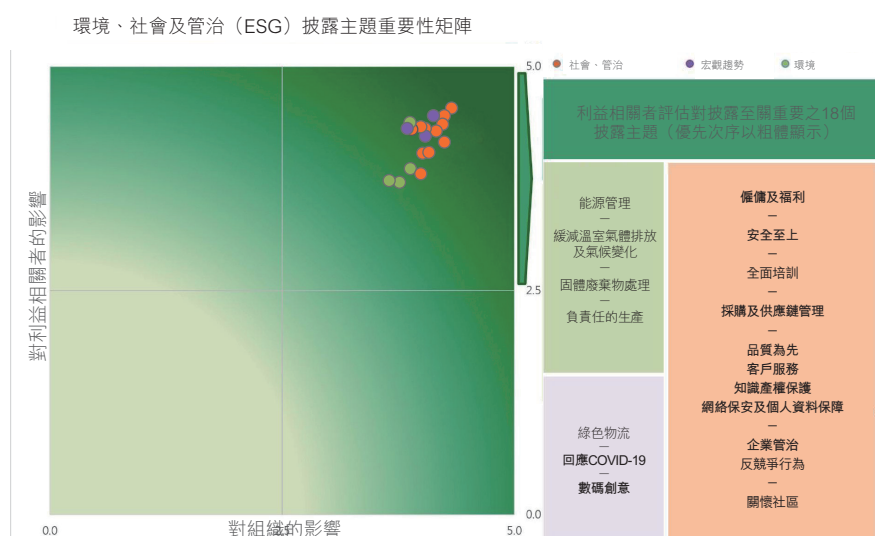 環境、社會及管治（ESG）披露主題重要性矩陣
社會、管治
宏觀趨勢
環境
5.0
2.5
0.0
對利益相關者的影響
0.0
2.5
5.0
對組織的影響
利益相關者評估對披露至關重要之18個
披露主題（優先次序以粗體顯示）
能源管理
–
緩減溫室氣體排放
及氣候變化
–
固體廢棄物處理
–
負責任的生產
綠色物流
–
回應COVID-19
–
數碼創意
僱傭及福利
–
安全至上
–
全面培訓
–
採購及供應鏈管理
–
品質為先
客戶服務
知識產權保護
網絡保安及個人資料保障
–
企業管治
反競爭行為
–
關懷社區